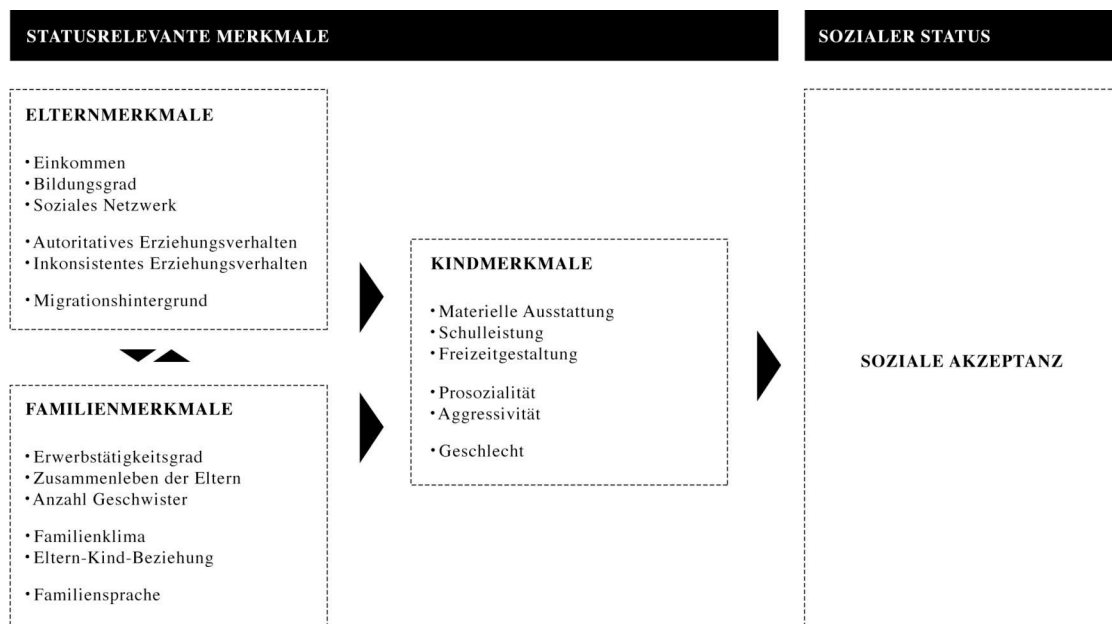 STATUSRELEVANTE MERKMALE
SOZIALER STATUS
ELTERNMERKMALE
• Einkommen
• Bildungsgrad
• Soziales Netzwerk
• Autoritatives Erziehungsverhalten
• Inkonsistentes Erziehungsverhalten
• Migrationshintergrund
FAMILIENMERKMALE
• Erwerbstätigkeitsgrad
• Zusammenleben der Eltern
• Anzahl Geschwister
• Familienklima
• Eltern-Kind-Beziehung
• Familiensprache
KINDMERKMALE
• Materielle Ausstattung
• Schulleistung
• Freizeitgestaltung
• Prosozialität
• Aggressivität
• Geschlecht
SOZIALE AKZEPTANZ